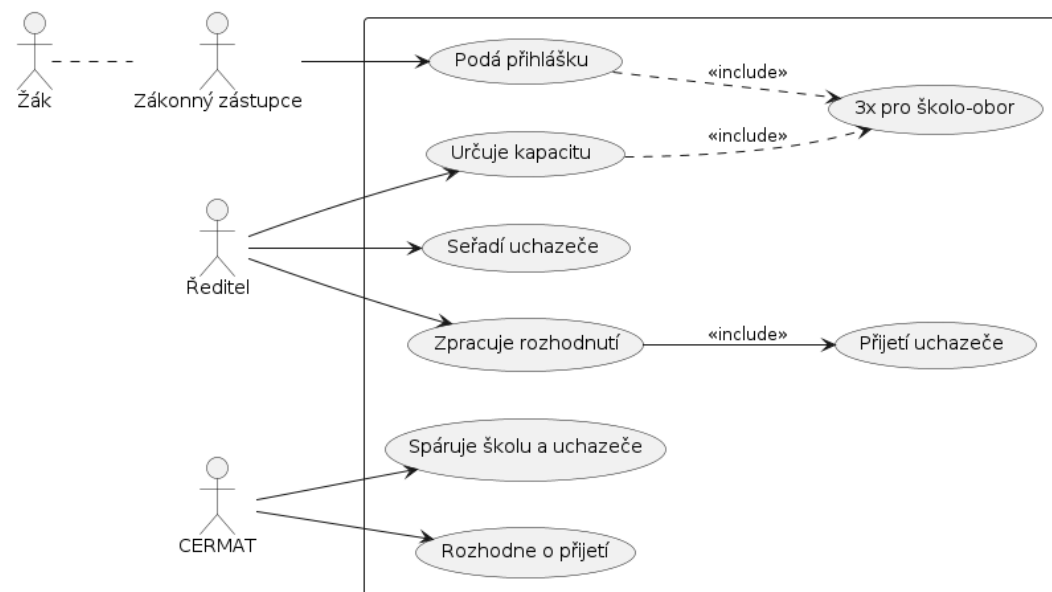 Podá přihlášku
«include»
Žák
Zákonný zástupce
3x pro školo-obor
«include»
Určuje kapacitu
Seřadí uchazeče
Ředitel
«include»
Zpracuje rozhodnutí
Přijetí uchazeče
Spáruje školu a uchazeče
CERMAT
Rozhodne o přijetí